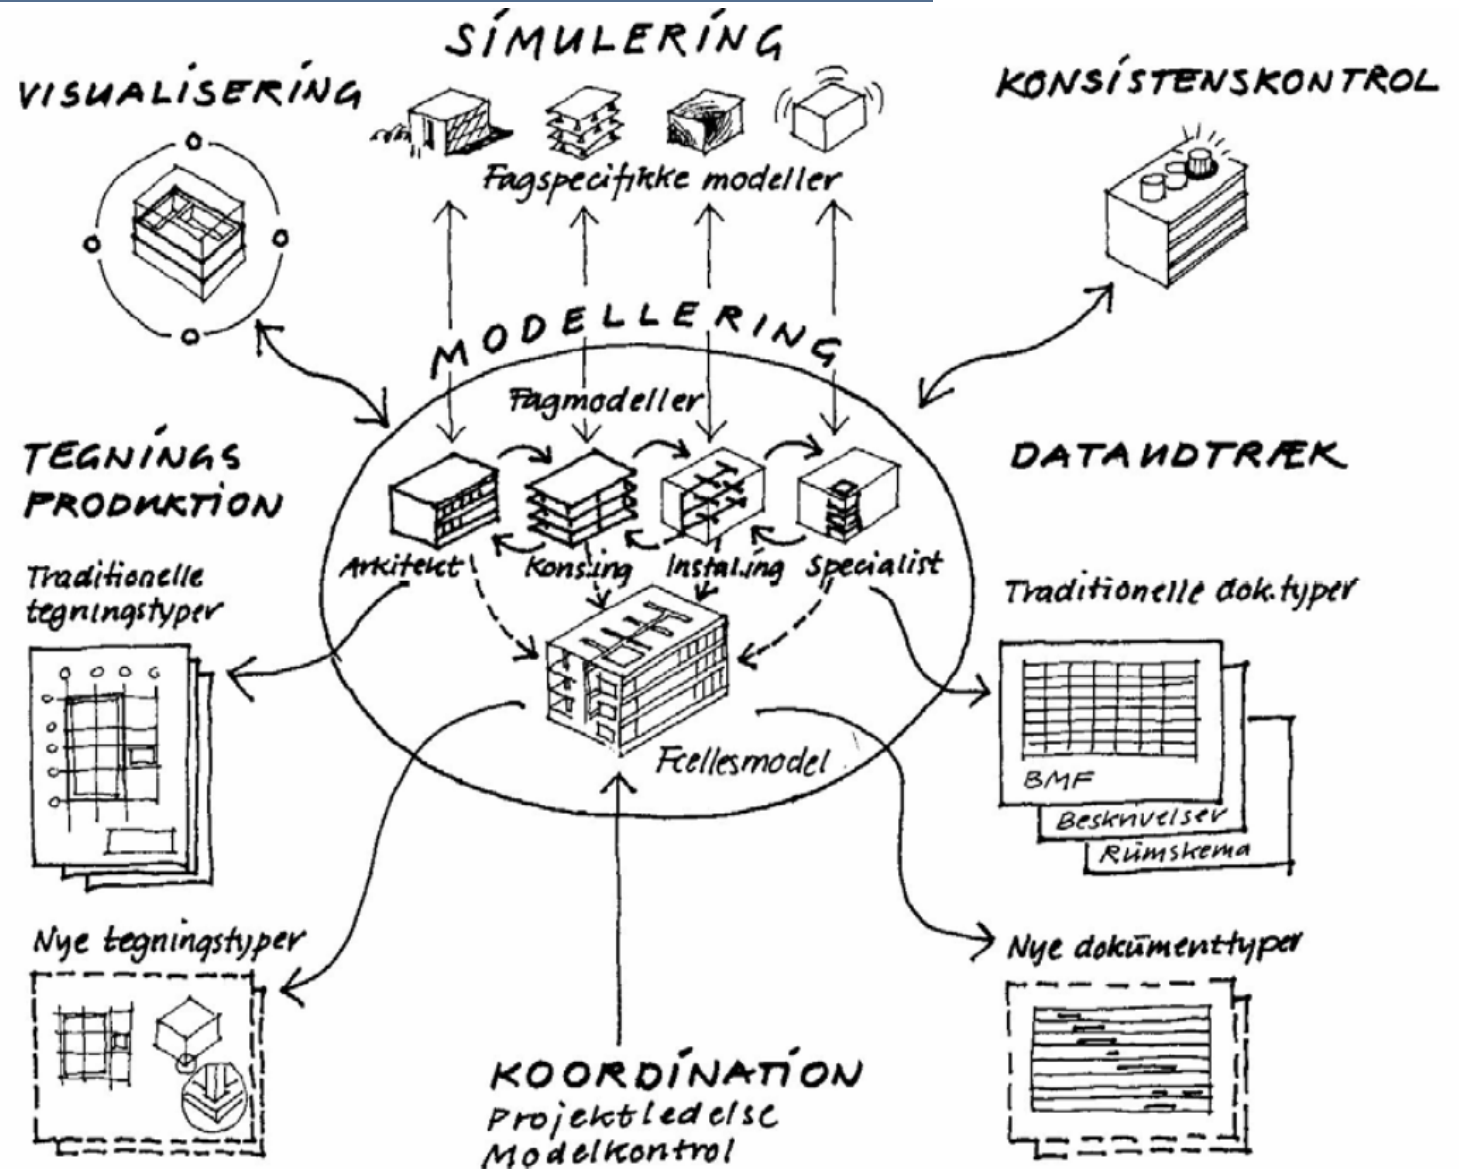 SIMULERING
VISUALISERING
KONSISTENSKONTROL
Fagspecifikke modeller
MODELLERING
Fagmodeller
TEGNINGS
PRODUKTION
DATAUDTRÆK
Arkitekt
Kons.ing
Instal.ing
Specialist
Traditionelle
tegningstyper
Traditionelle dok.typer
Fællesmodel
BMF
Beskrivelser
Rumskema
Nye tegningstyper
Nye dokumenttyper
KOORDINATION
Projektledelse
Modelkontrol